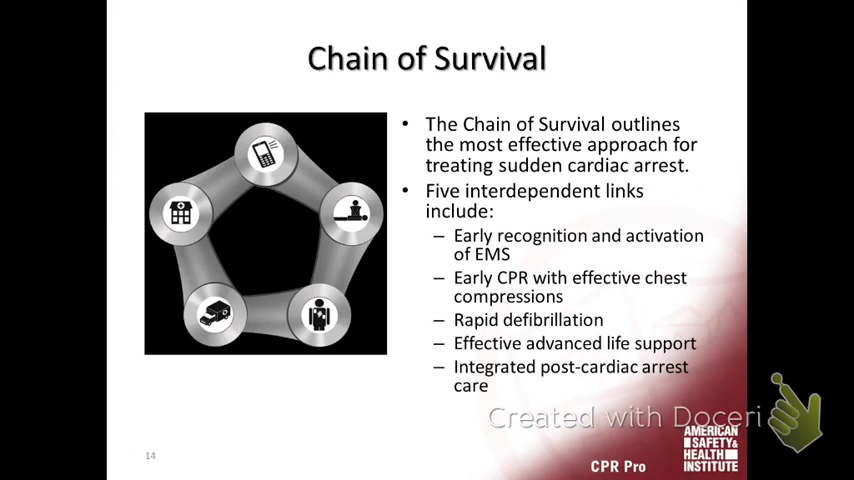 Chain of Survival
• The Chain of Survival outlines
the most effective approach for
treating sudden cardiac arrest.
• Five interdependent links
include:
– Early recognition and activation
of EMS
– Early CPR with effective chest
compressions
– Rapid defibrillation
– Effective advanced life support
– Integrated post-cardiac arrest
care
Created with Doceri
14
CPR Pro
AMERICAN
SAFETY&
HEALTH
INSTITUTE